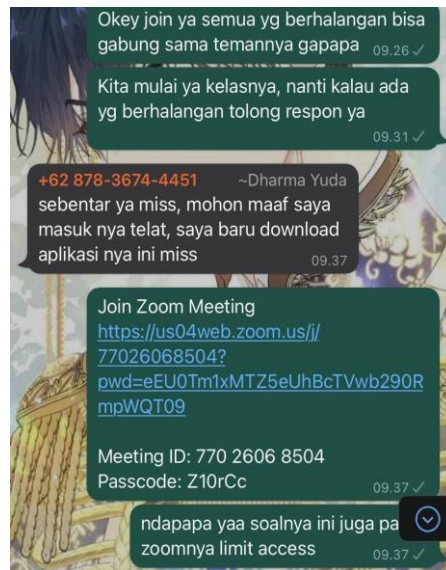 Okey join ya semua yg berhalangan bisa
gabung sama temannya gapapa 09.26
Kita mulai ya kelasnya, nanti kalau ada
yg berhalangan tolong respon ya
09.31
+62 878-3674-4451 ~Dharma Yuda
sebentar ya miss, mohon maaf saya
masuk nya telat, saya baru download
aplikasi nya ini miss 09.37
Join Zoom Meeting
https://us04web.zoom.us/j/
77026068504?
pwd=eEU0Tm1xMTZ5eUhBcTVwb290R
mpWQT09
Meeting ID: 770 2606 8504
Passcode: Z10rCc
09.37
ndapapa yaa soalnya ini juga pa
zoomnya limit access 09.37